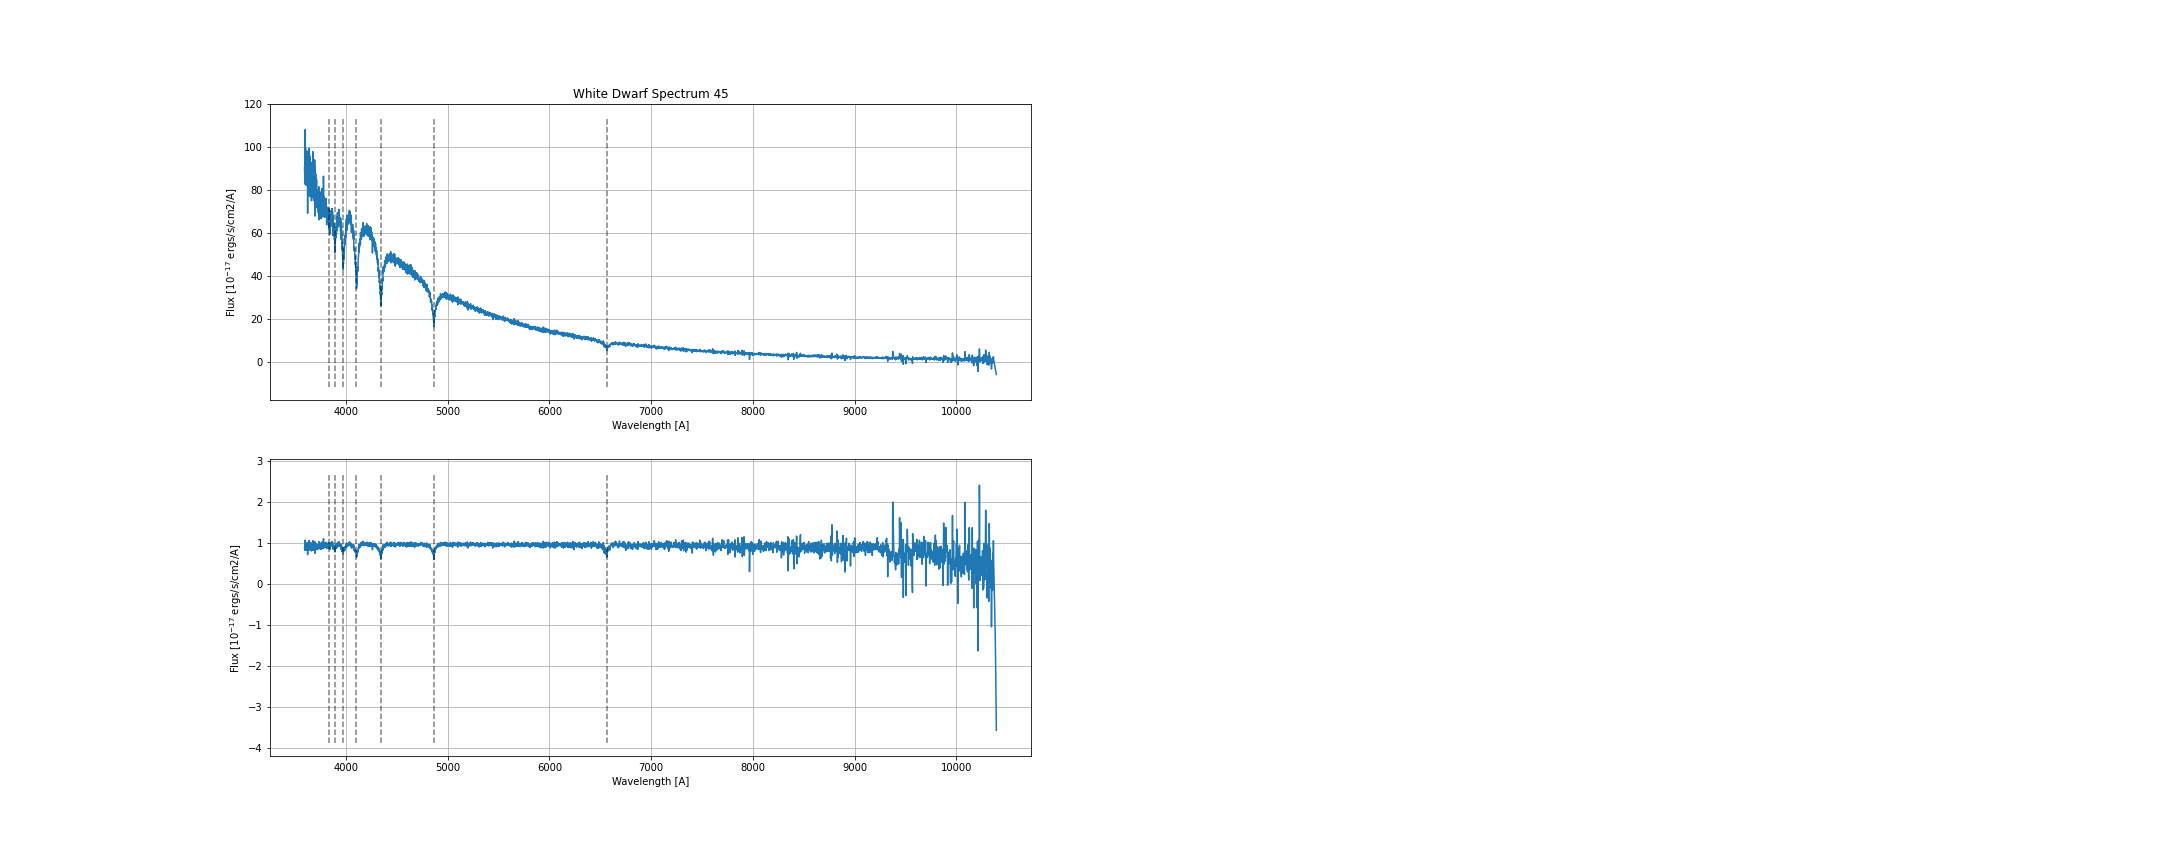 White Dwarf Spectrum 45
120
100
80
60
40
20
0
Flux [10⁻¹⁷ ergs/s/cm2/A]
4000 5000 6000 7000 8000 9000 10000
Wavelength [A]
3
2
1
0
−1
−2
−3
−4
Flux [10⁻¹⁷ ergs/s/cm2/A]
4000 5000 6000 7000 8000 9000 10000
Wavelength [A]